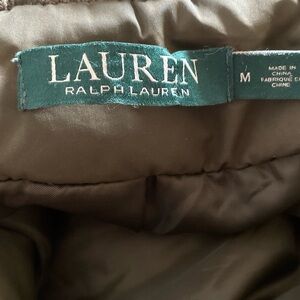 LAUREN
RALPH LAUREN
M
MADE IN
CHINA
FABRIQUÉ EN
CHINE